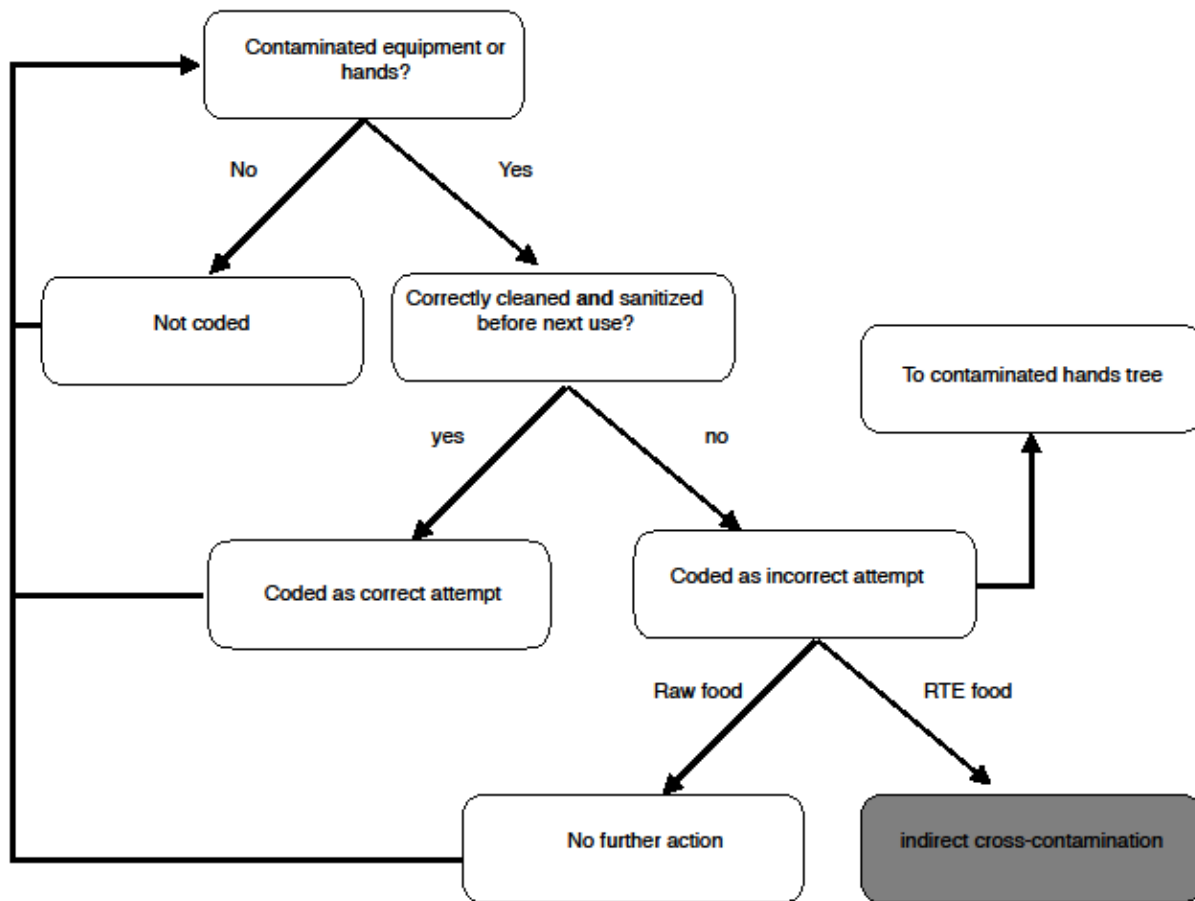 Contaminated equipment or
hands?
No
Yes
Not coded
Correctly cleaned and sanitized
before next use?
To contaminated hands tree
yes
no
Coded as correct attempt
Coded as incorrect attempt
Raw food
RTE food
No further action
indirect cross-contamination